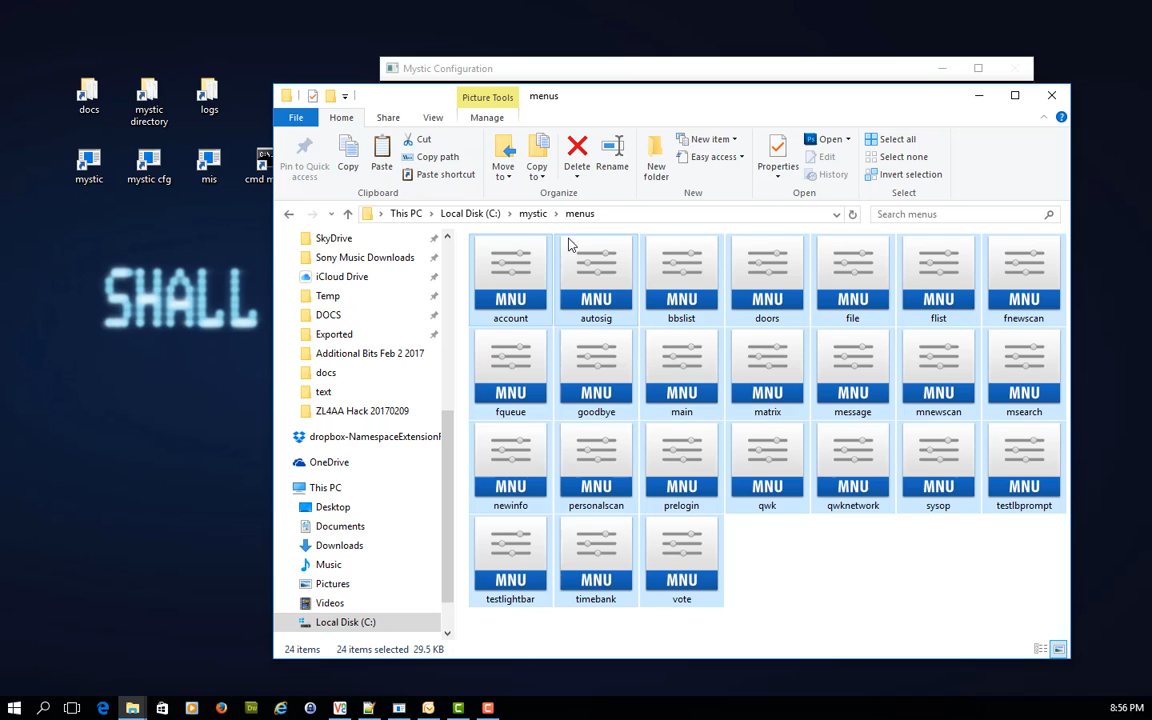 docs
mystic directory
logs
mystic
mystic cfg
mis
cmd m
SHALL
Mystic Configuration
Picture Tools
menus
File
Home
Share
View
Manage
Pin to Quick access
Copy
Paste
Cut
Copy path
Paste shortcut
Clipboard
Move to
Copy to
Delete
Rename
Organize
New folder
New item
Easy access
New
Properties
Open
Edit
History
Open
Select all
Select none
Invert selection
Select
This PC
Local Disk (C:)
mystic
menus
Search menus
SkyDrive
Sony Music Downloads
iCloud Drive
Temp
DOCS
Exported
Additional Bits Feb 2 2017
docs
text
ZL4AA Hack 20170209
dropbox-NamespaceExtensionF
OneDrive
This PC
Desktop
Documents
Downloads
Music
Pictures
Videos
Local Disk (C:)
MNU MNU MNU MNU MNU MNU MNU
account autosig bbslist doors file flist fnewscan
MNU MNU MNU MNU MNU MNU MNU
fqueue goodbye main matrix message mnewscan msearch
MNU MNU MNU MNU MNU MNU MNU
newinfo personalscan prelogin qwk qwknetwork sysop testlbprompt
MNU MNU MNU
testlightbar timebank vote
24 items 24 items selected 29.5 KB
8:56 PM